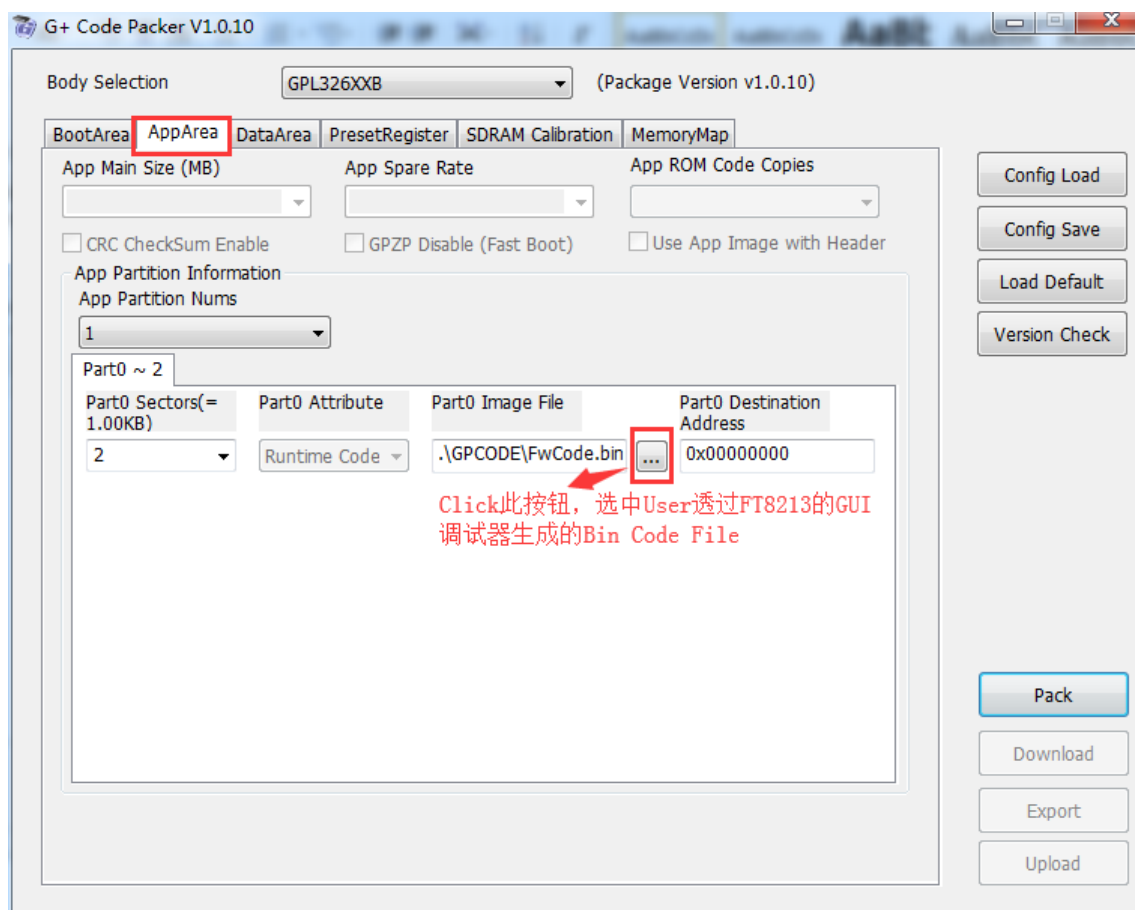 G+ Code Packer V1.0.10
Body Selection
GPL326XXB
(Package Version v1.0.10)
BootArea
AppArea
DataArea
PresetRegister
SDRAM Calibration
MemoryMap
App Main Size (MB)
App Spare Rate
App ROM Code Copies
CRC CheckSum Enable
GPZP Disable (Fast Boot)
Use App Image with Header
App Partition Information
App Partition Nums
1
Part0 ~ 2
Part0 Sectors(=
1.00KB)
Part0 Attribute
Part0 Image File
Part0 Destination
Address
2
Runtime Code
.\GPCODE\FwCode.bin
...
0x00000000
Click此按钮，选中User透过FT8213的GUI
调试器生成的Bin Code File
Config Load
Config Save
Load Default
Version Check
Pack
Download
Export
Upload